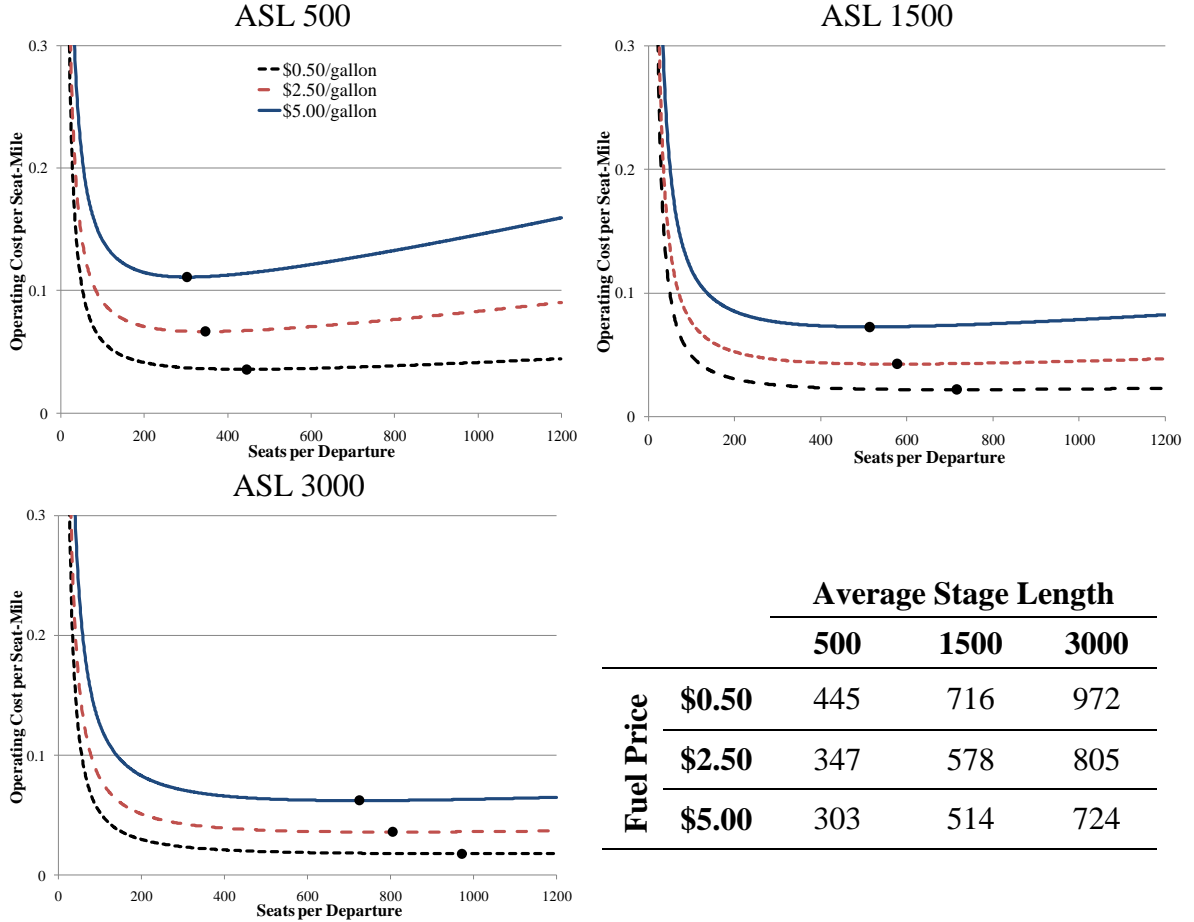 ASL 500
Operating Cost per Seat-Mile
0.3
0.2
0.1
0
$0.50/gallon
$2.50/gallon
$5.00/gallon
0 200 400 600 800 1000 1200
Seats per Departure
ASL 1500
Operating Cost per Seat-Mile
0.3
0.2
0.1
0
0 200 400 600 800 1000 1200
Seats per Departure
ASL 3000
Operating Cost per Seat-Mile
0.3
0.2
0.1
0
0 200 400 600 800 1000 1200
Seats per Departure
Average Stage Length
500 1500 3000
Fuel Price
$0.50 445 716 972
$2.50 347 578 805
$5.00 303 514 724